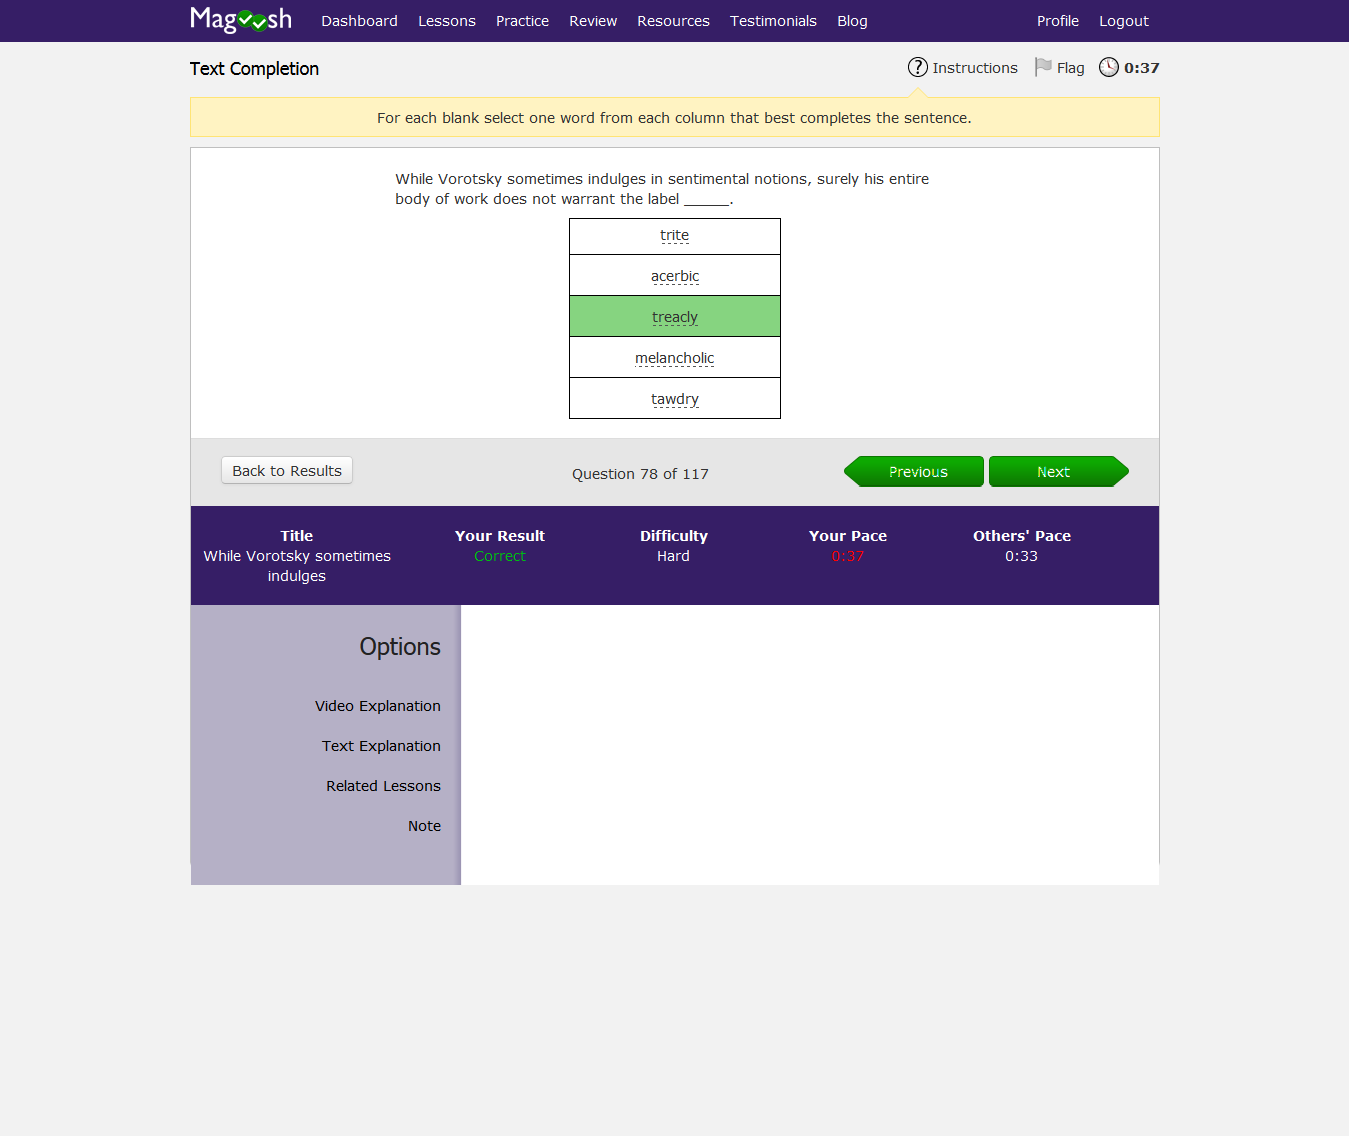 Magoosh Dashboard Lessons Practice Review Resources Testimonials Blog Profile Logout
Text Completion
? Instructions Flag 0:37
For each blank select one word from each column that best completes the sentence.
While Vorotsky sometimes indulges in sentimental notions, surely his entire
body of work does not warrant the label _____.
trite
acerbic
treacly
melancholic
tawdry
Back to Results Question 78 of 117 Previous Next
Title Your Result Difficulty Your Pace Others' Pace
While Vorotsky sometimes Correct Hard 0:37 0:33
indulges
Options
Video Explanation
Text Explanation
Related Lessons
Note